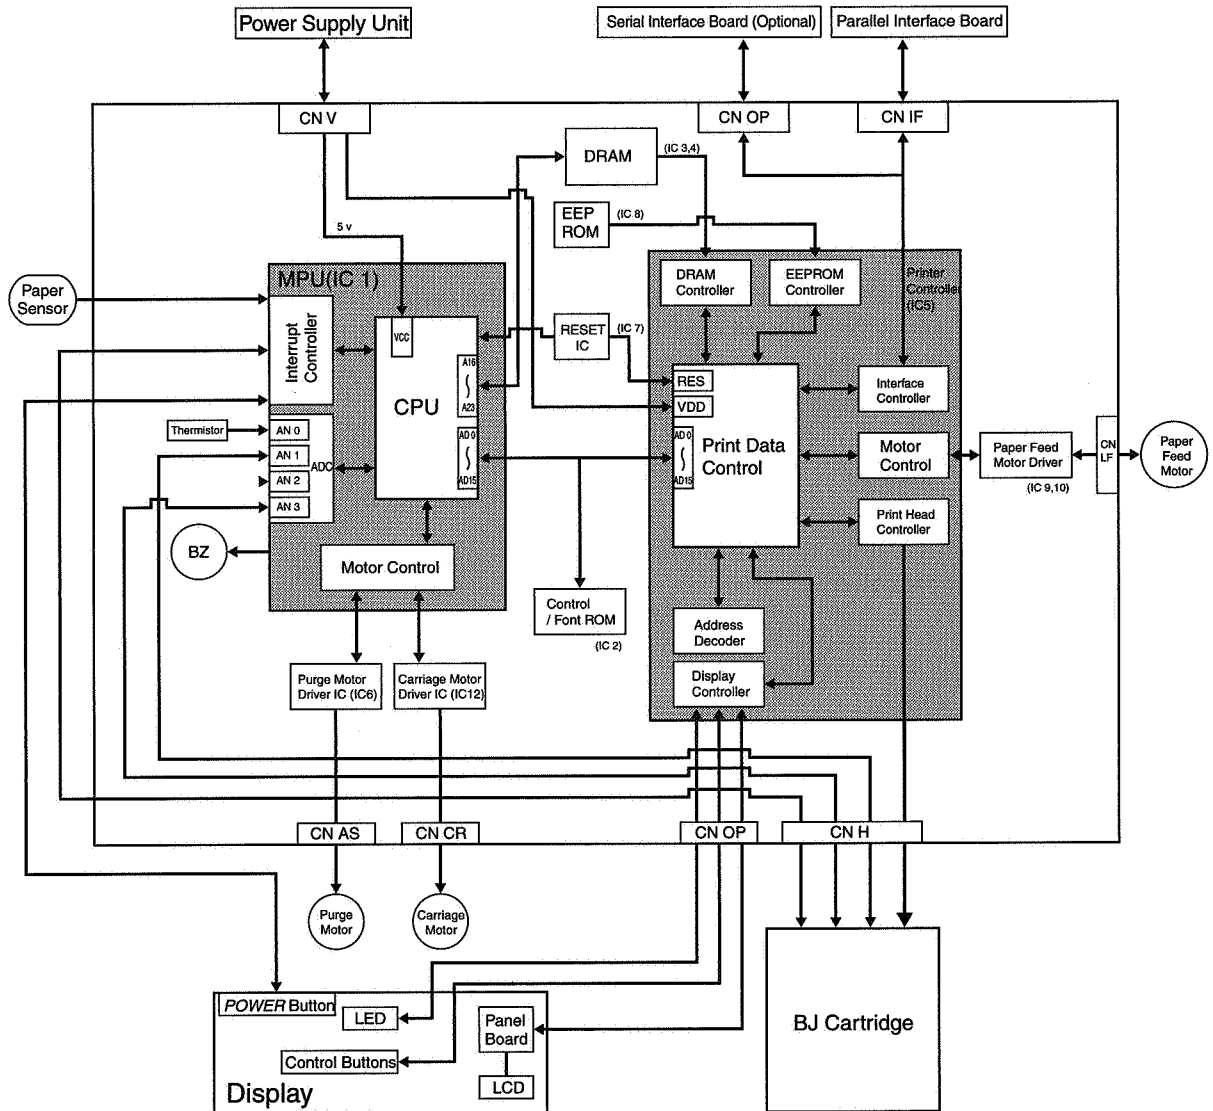 Power Supply Unit
Serial Interface Board (Optional)
Parallel Interface Board
CN V
CN OP
CN IF
DRAM
(IC 3,4)
EEP
ROM
(IC 8)
5 v
MPU(IC 1)
Paper
Sensor
Interrupt
Controller
VCC
CPU
A16
A23
AD 0
AD15
RESET
IC
(IC 7)
DRAM
Controller
EEPROM
Controller
Printer
Controller
(IC5)
RES
VDD
AD 0
AD15
Print Data
Control
Interface
Controller
Motor
Control
Print Head
Controller
Paper Feed
Motor Driver
(IC 9,10)
CN
LF
Paper
Feed
Motor
Thermistor
AN 0
AN 1
AN 2
AN 3
ADC
BZ
Motor Control
Control
/ Font ROM
(IC 2)
Address
Decoder
Display
Controller
Purge Motor
Driver IC (IC6)
Carriage Motor
Driver IC (IC12)
CN AS
CN CR
CN OP
CN H
Purge
Motor
Carriage
Motor
POWER Button
LED
Panel
Board
Control Buttons
LCD
Display
BJ Cartridge